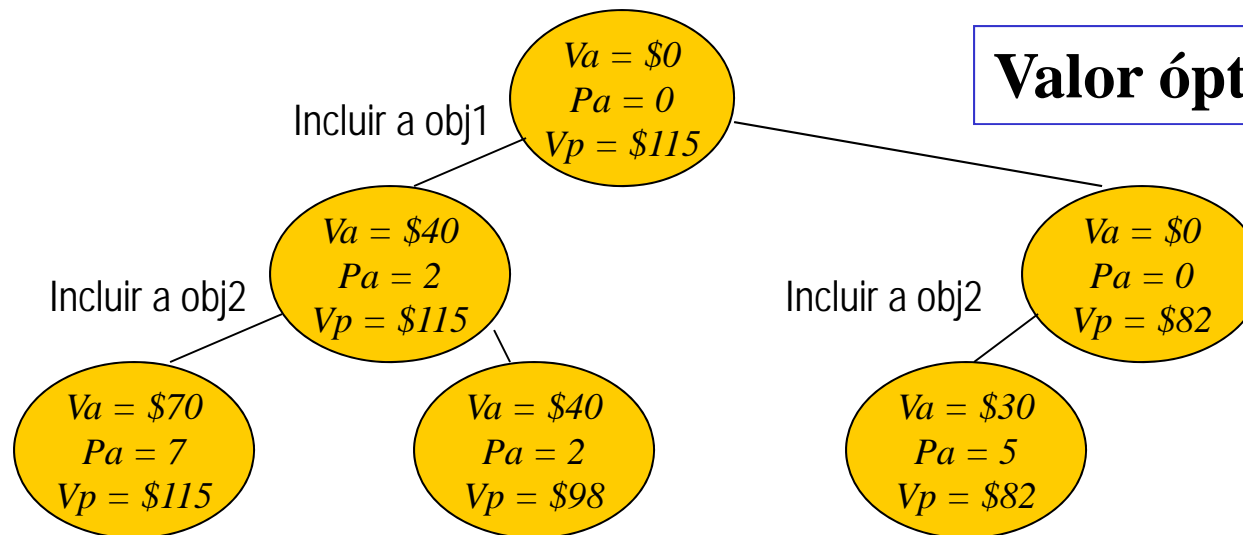 Va = $0
Pa = 0
Vp = $115
Valor ópt
Incluir a obj1
Va = $40
Pa = 2
Vp = $115
Va = $0
Pa = 0
Vp = $82
Incluir a obj2
Incluir a obj2
Va = $70
Pa = 7
Vp = $115
Va = $40
Pa = 2
Vp = $98
Va = $30
Pa = 5
Vp = $82